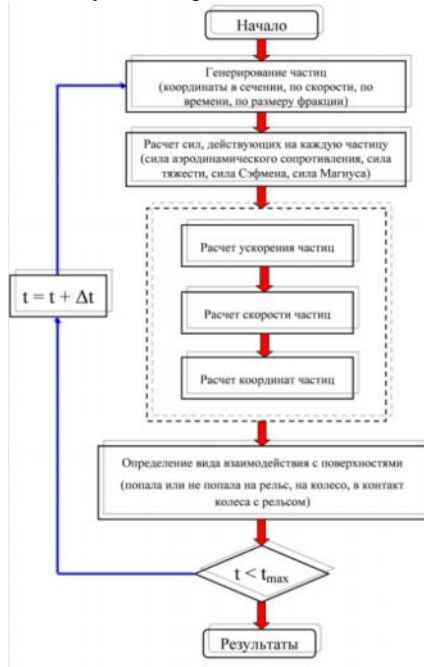 Начало
Генерирование частиц
(координаты в сечении, по скорости, по
времени, по размеру фракции)
Расчет сил, действующих на каждую частицу
(сила аэродинамического сопротивления, сила
тяжести, сила Сэфмена, сила Магнуса)
Расчет ускорения частиц
t = t + Δt
Расчет скорости частиц
Расчет координат частиц
Определение вида взаимодействия с поверхностями
(попала или не попала на рельс, на колесо, в контакт
колеса с рельсом)
t < tmax
Результаты